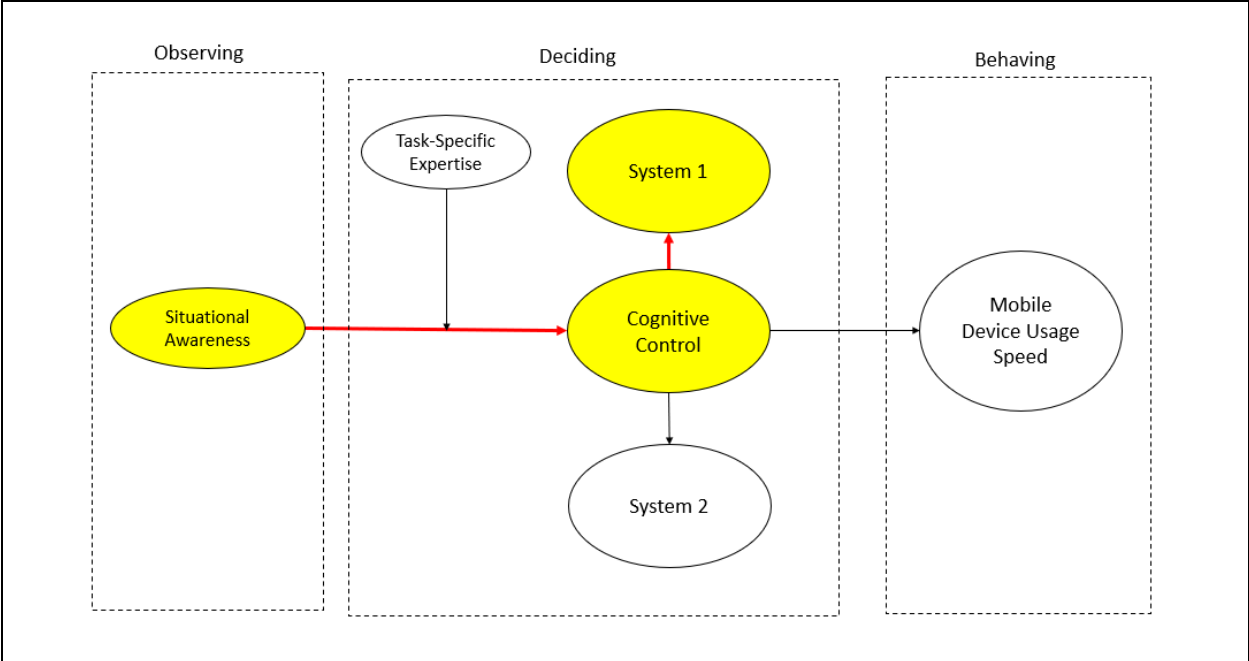 Observing
Deciding
Behaving
Task-Specific
Expertise
System 1
Situational
Awareness
Cognitive
Control
Mobile
Device Usage
Speed
System 2